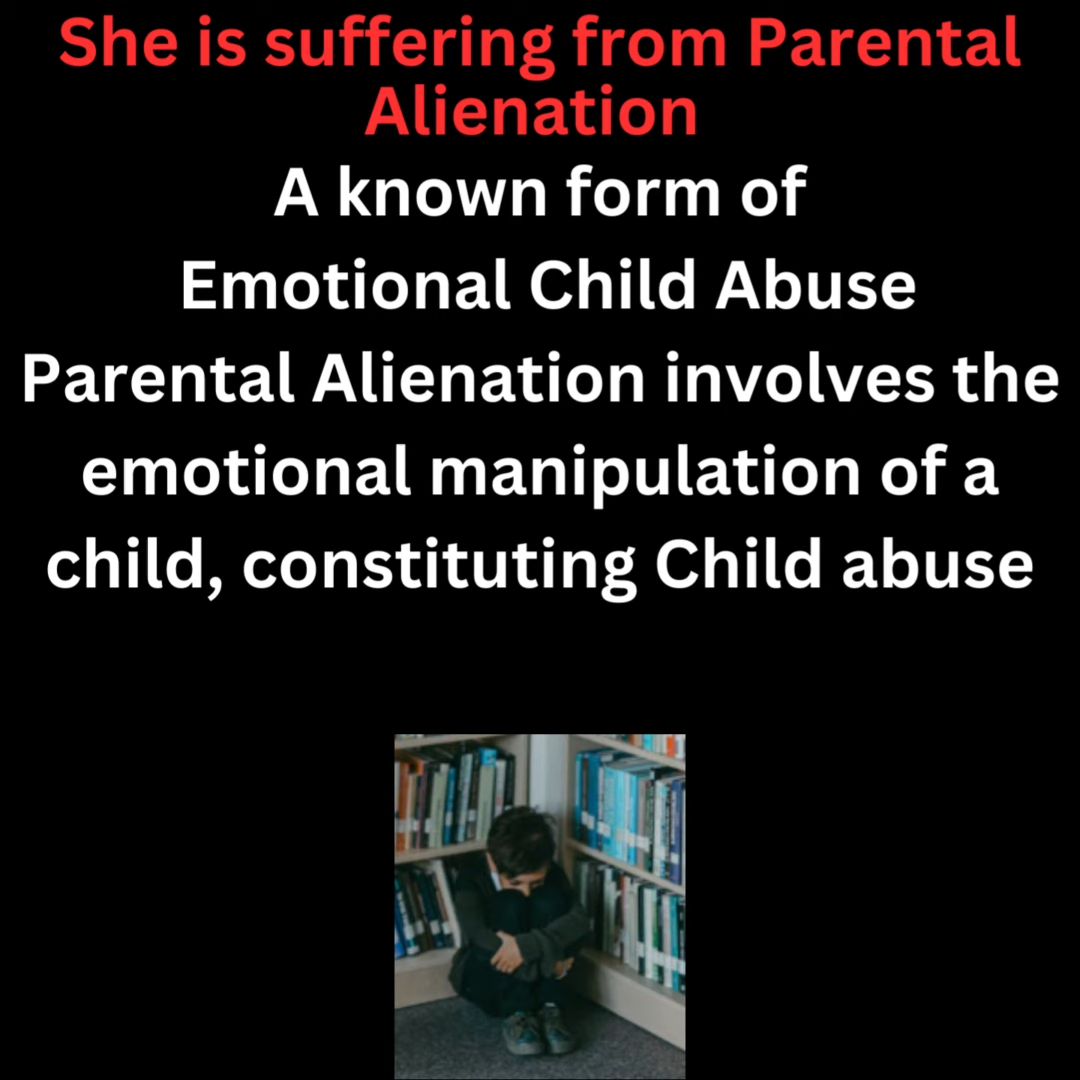 She is suffering from Parental
Alienation
A known form of
Emotional Child Abuse
Parental Alienation involves the
emotional manipulation of a
child, constituting Child abuse